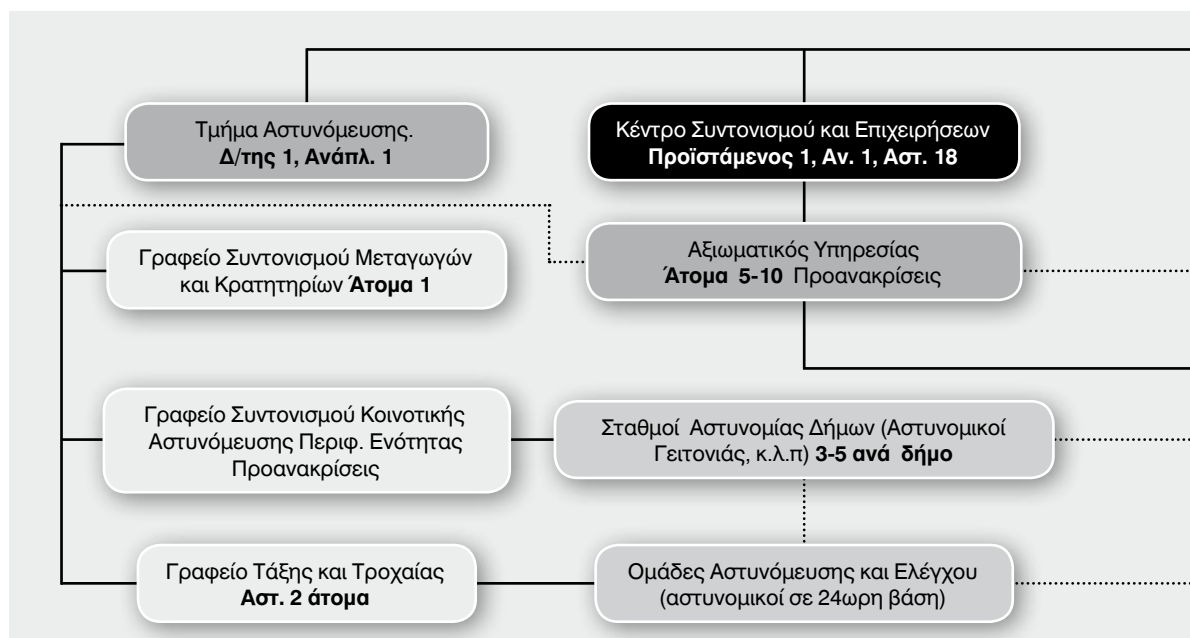 Τμήμα Αστυνόμευσης.
Δ/της 1, Ανάπλ. 1
Κέντρο Συντονισμού και Επιχειρήσεων
Προϊστάμενος 1, Αν. 1, Αστ. 18
Γραφείο Συντονισμού Μεταγωγών
και Κρατητηρίων Άτομα 1
Αξιωματικός Υπηρεσίας
Άτομα 5-10 Προανακρίσεις
Γραφείο Συντονισμού Κοινοτικής
Αστυνόμευσης Περιφ. Ενότητας
Προανακρίσεις
Σταθμοί Αστυνομίας Δήμων (Αστυνομικοί
Γειτονιάς, κ.λ.π) 3-5 ανά δήμο
Γραφείο Τάξης και Τροχαίας
Αστ. 2 άτομα
Ομάδες Αστυνόμευσης και Ελέγχου
(αστυνομικοί σε 24ωρη βάση)